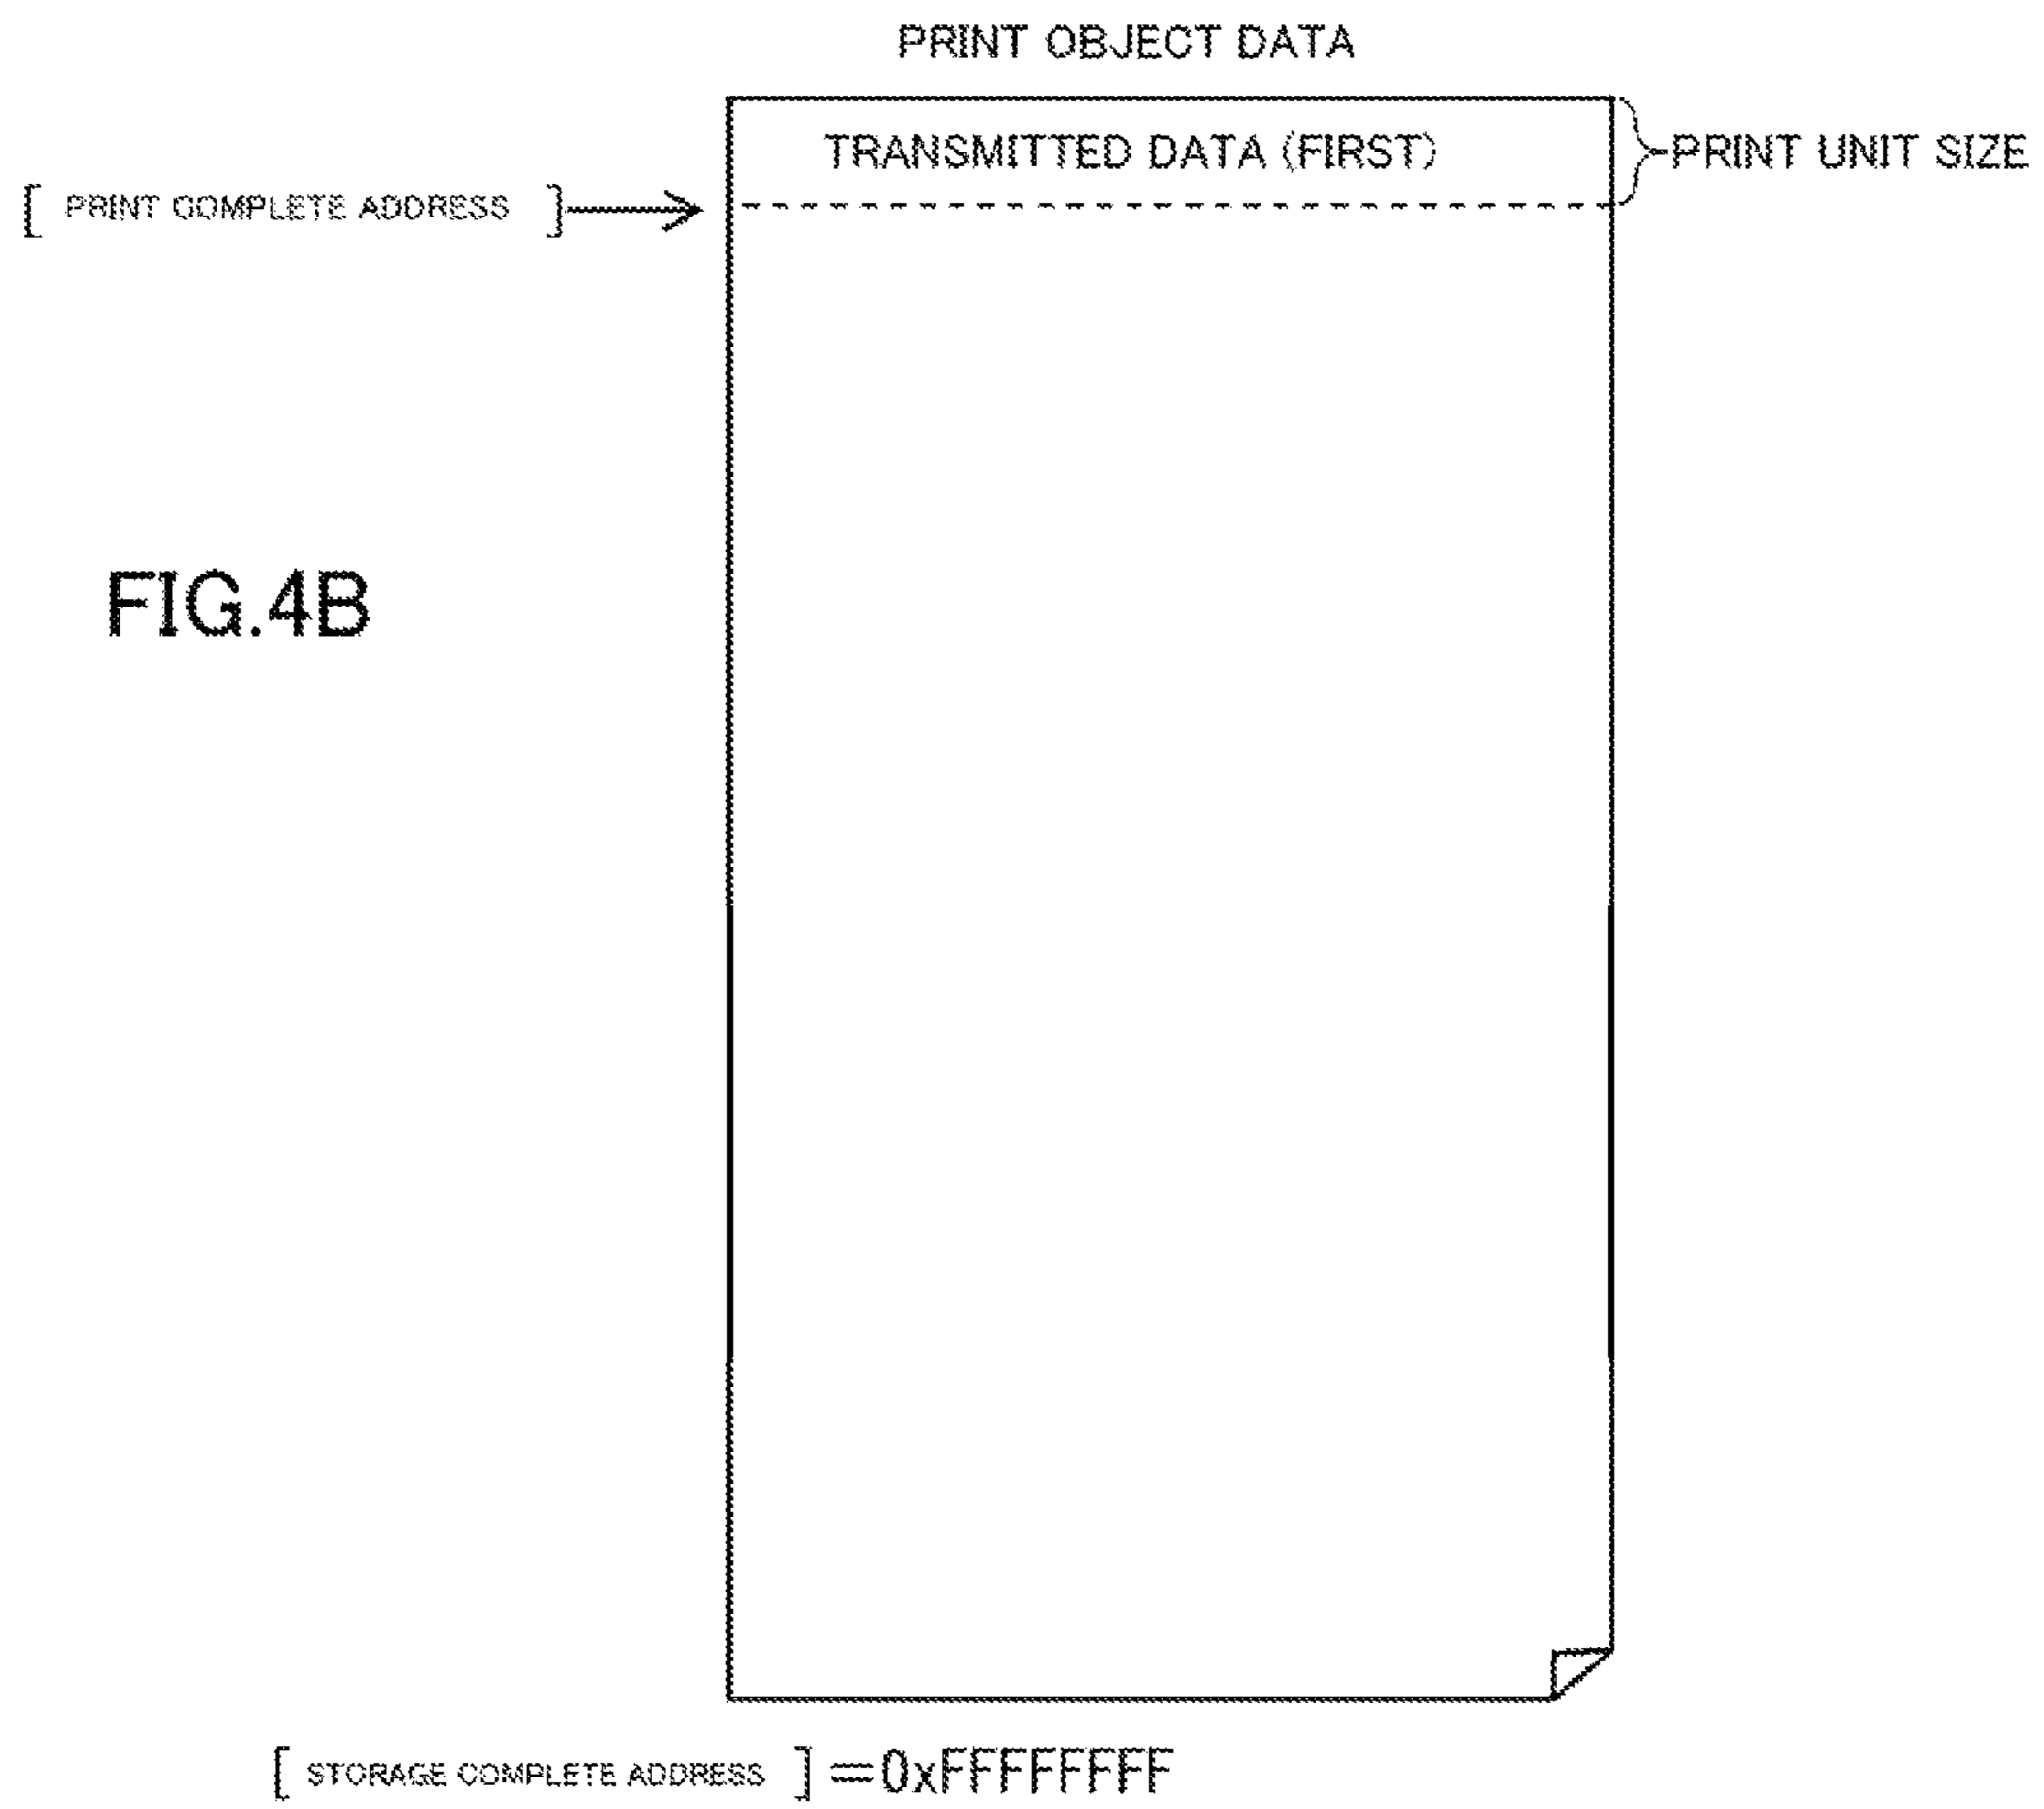 PRINT OBJECT DATA
TRANSMITTED DATA (FIRST)
PRINT UNIT SIZE
[ PRINT COMPLETE ADDRESS ]
FIG.4B
[ STORAGE COMPLETE ADDRESS ]=0xFFFFFFFF